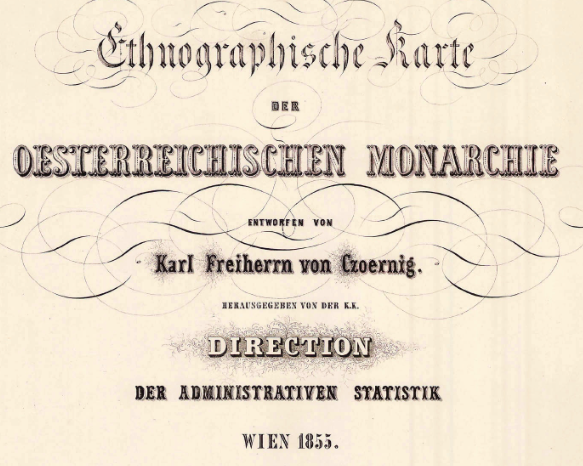 Ethnographische Karte
DER
OESTERREICHISCHEN MONARCHIE
ENTWORFEN VON
Karl Freiherrn von Czoernig.
HERAUSGEGEBEN VON DER K.K.
DIRECTION
DER ADMINISTRATIVEN STATISTIK
WIEN 1855.